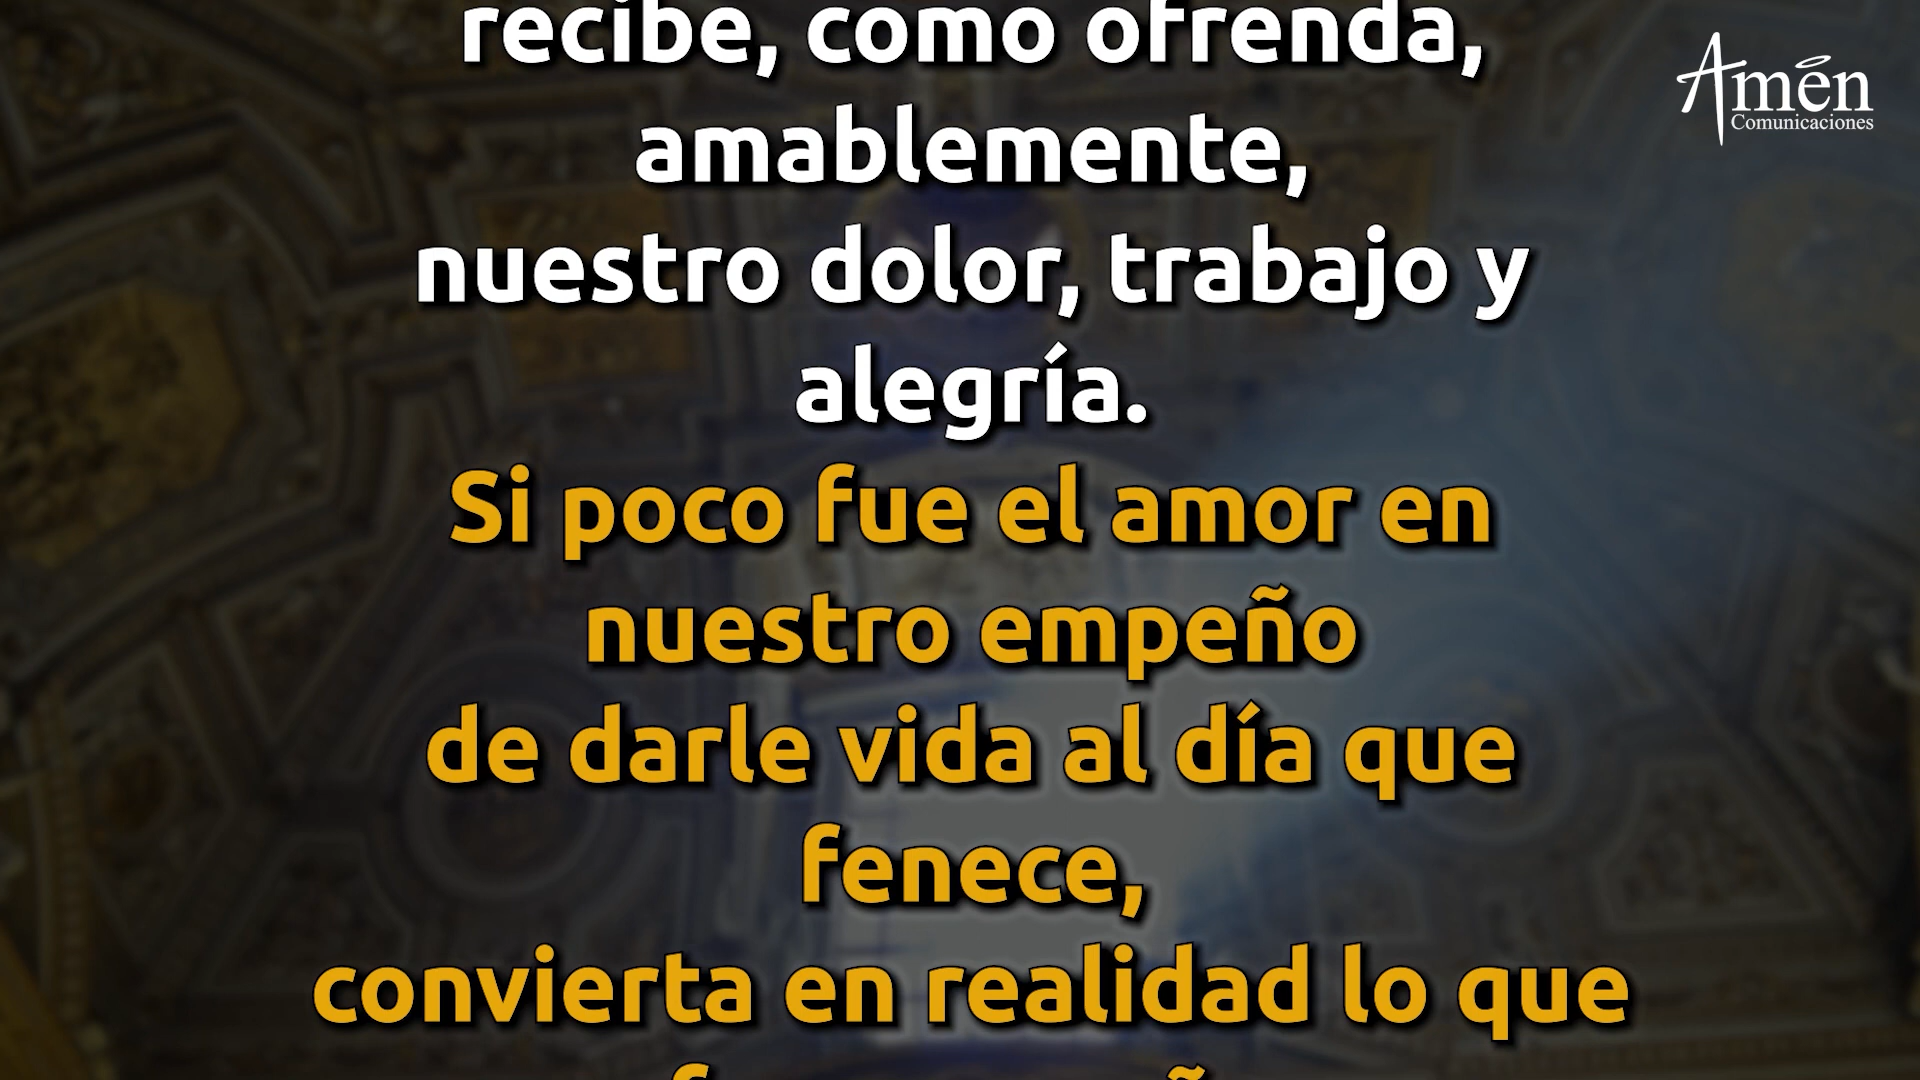 recibe, como ofrenda,
amablemente,
nuestro dolor, trabajo y
alegría.
Si poco fue el amor en
nuestro empeño
de darle vida al día que
fenece,
convierta en realidad lo que
Amén
Comunicaciones